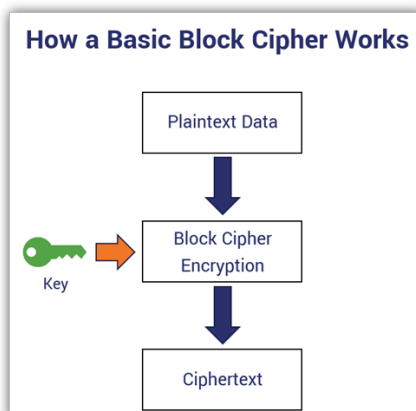 How a Basic Block Cipher Works
Plaintext Data
Block Cipher
Encryption
Key
Ciphertext